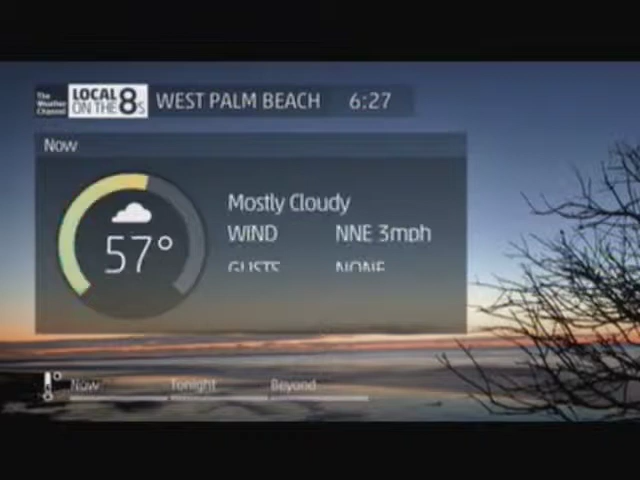 The Weather Channel
LOCAL ON THE 8s
WEST PALM BEACH 6:27
Now
57°
Mostly Cloudy
WIND NNE 3mph
GUSTS NONE
Now Tonight Beyond